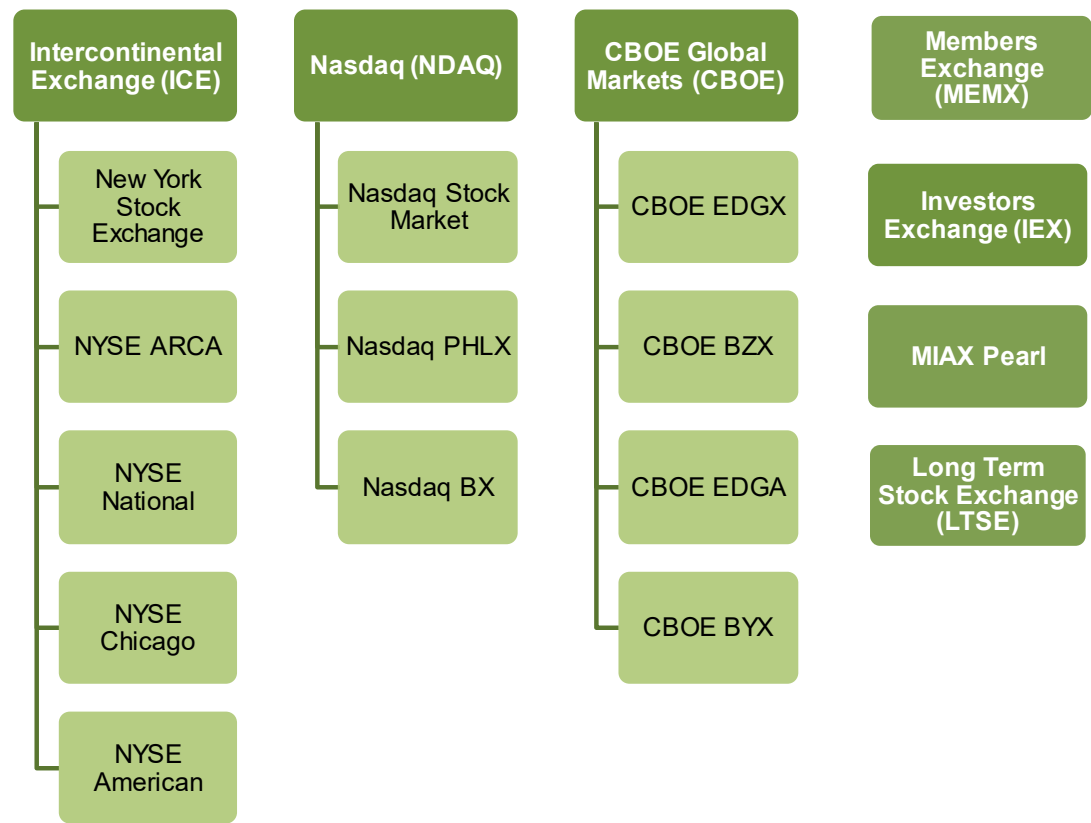 Intercontinental
Exchange (ICE)
New York
Stock
Exchange
NYSE ARCA
NYSE
National
NYSE
Chicago
NYSE
American
Nasdaq (NDAQ)
Nasdaq Stock
Market
Nasdaq PHLX
Nasdaq BX
CBOE Global
Markets (CBOE)
CBOE EDGX
CBOE BZX
CBOE EDGA
CBOE BYX
Members
Exchange
(MEMX)
Investors
Exchange (IEX)
MIAX Pearl
Long Term
Stock Exchange
(LTSE)